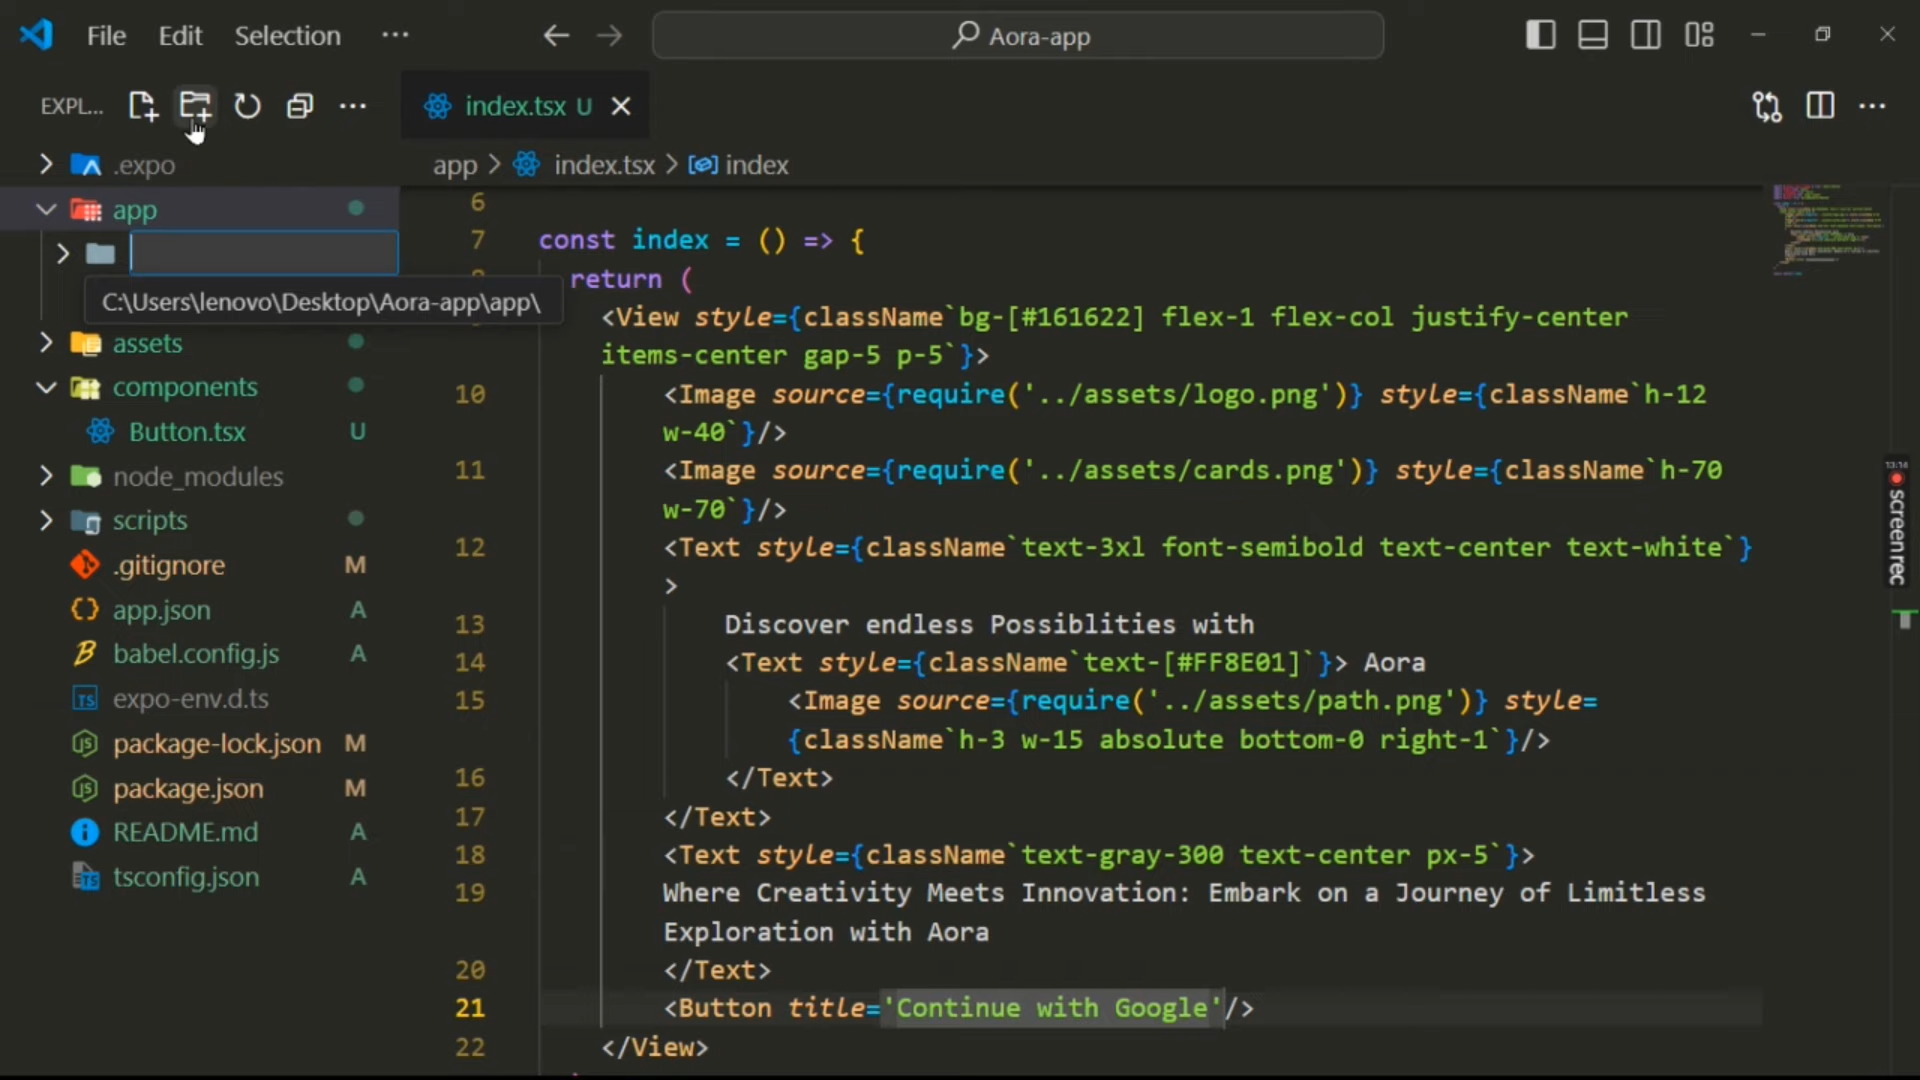 File Edit Selection ··· Aora-app
EXPL... index.tsx U
.expo
app > index.tsx > index
app
C:\Users\lenovo\Desktop\Aora-app\app\
assets
components
Button.tsx U
node_modules
scripts
.gitignore M
app.json A
babel.config.js A
expo-env.d.ts
package-lock.json M
package.json M
README.md A
tsconfig.json A
6
7 const index = () => {
return (
<View style={className`bg-[#161622] flex-1 flex-col justify-center
items-center gap-5 p-5`}>
10 <Image source={require('../assets/logo.png')} style={className`h-12
w-40`}/>
11 <Image source={require('../assets/cards.png')} style={className`h-70
w-70`}/>
12 <Text style={className`text-3xl font-semibold text-center text-white`}
>
13 Discover endless Possiblities with
14 <Text style={className`text-[#FF8E01]`}> Aora
15 <Image source={require('../assets/path.png')} style=
{className`h-3 w-15 absolute bottom-0 right-1`}/>
16 </Text>
17 </Text>
18 <Text style={className`text-gray-300 text-center px-5`}>
19 Where Creativity Meets Innovation: Embark on a Journey of Limitless
Exploration with Aora
20 </Text>
21 <Button title='Continue with Google'/>
22 </View>
13:14
screenrec